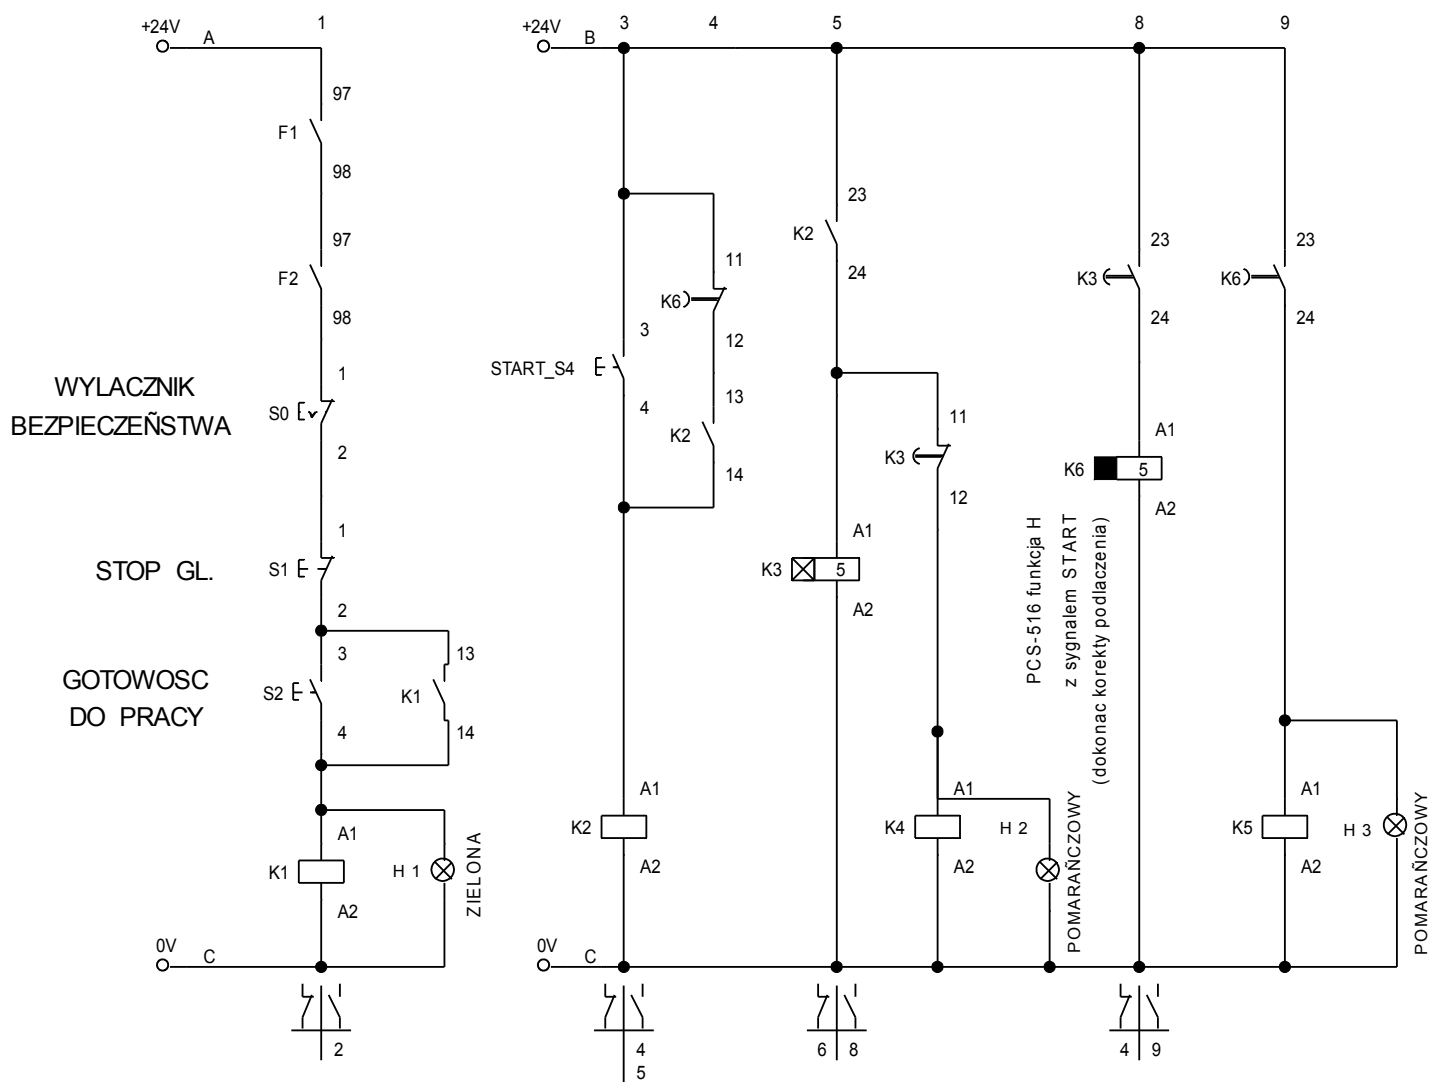 1
+24V
A
97
F1
98
97
F2
98
WYLACZNIK
BEZPIECZEÑSTWA
1
S0
2
STOP GL.
1
S1
2
GOTOWOSC
DO PRACY
3
S2
4
13
K1
14
A1
K1
A2
H 1
ZIELONA
0V
C
2
+24V
B
3
4
5
8
9
11
K6
12
3
START_S4
4
13
K2
14
A1
K2
A2
0V
C
4
5
23
K2
24
11
K3
12
A1
K3
5
A2
A1
K4
A2
H 2
POMARAÑCZOWY
6
8
23
K3
24
A1
K6
5
A2
PCS-516 funkcja H
z sygnalem START
(dokonac korekty podlaczenia)
4
9
23
K6
24
A1
K5
A2
H 3
POMARAÑCZOWY